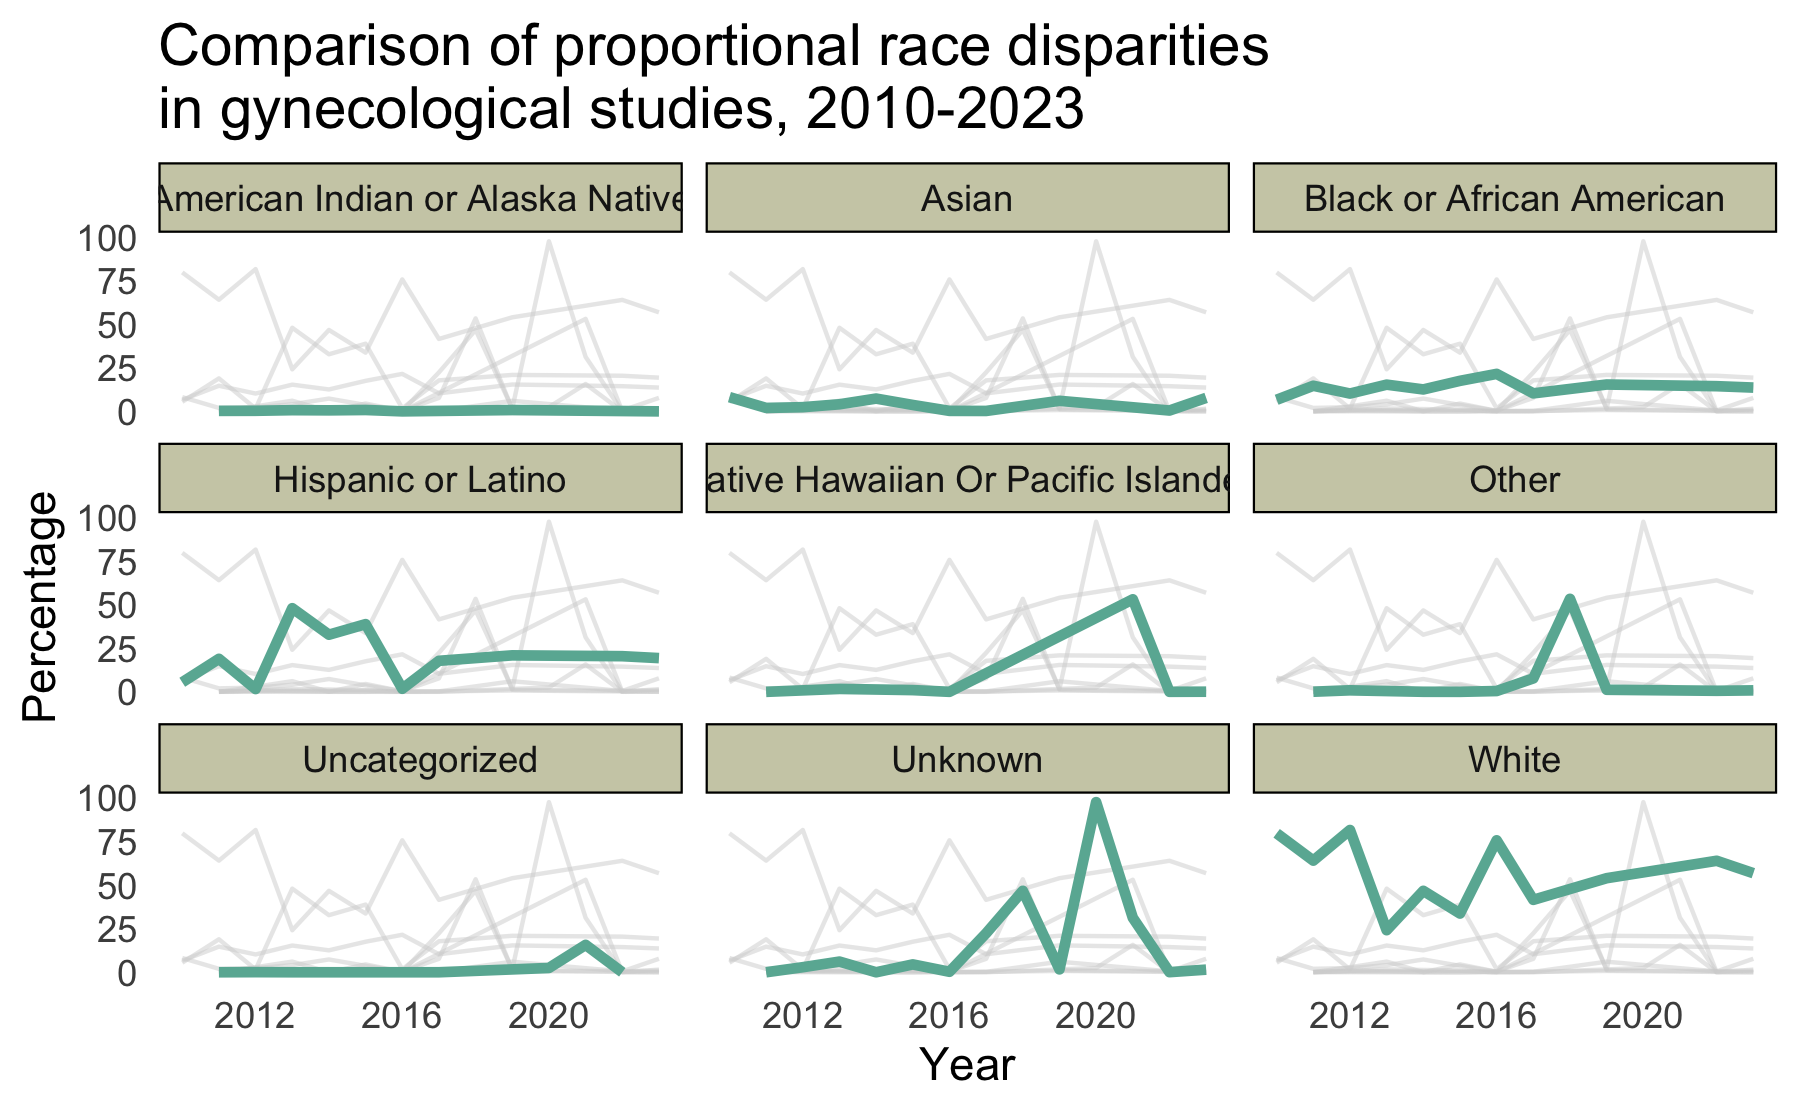 Comparison of proportional race disparities
in gynecological studies, 2010-2023
American Indian or Alaska Native
Asian
Black or African American
100
75
50
25
0
Hispanic or Latino
ative Hawaiian Or Pacific Islande
Other
100
75
50
25
0
Percentage
Uncategorized
Unknown
White
100
75
50
25
0
2012 2016 2020
2012 2016 2020
2012 2016 2020
Year